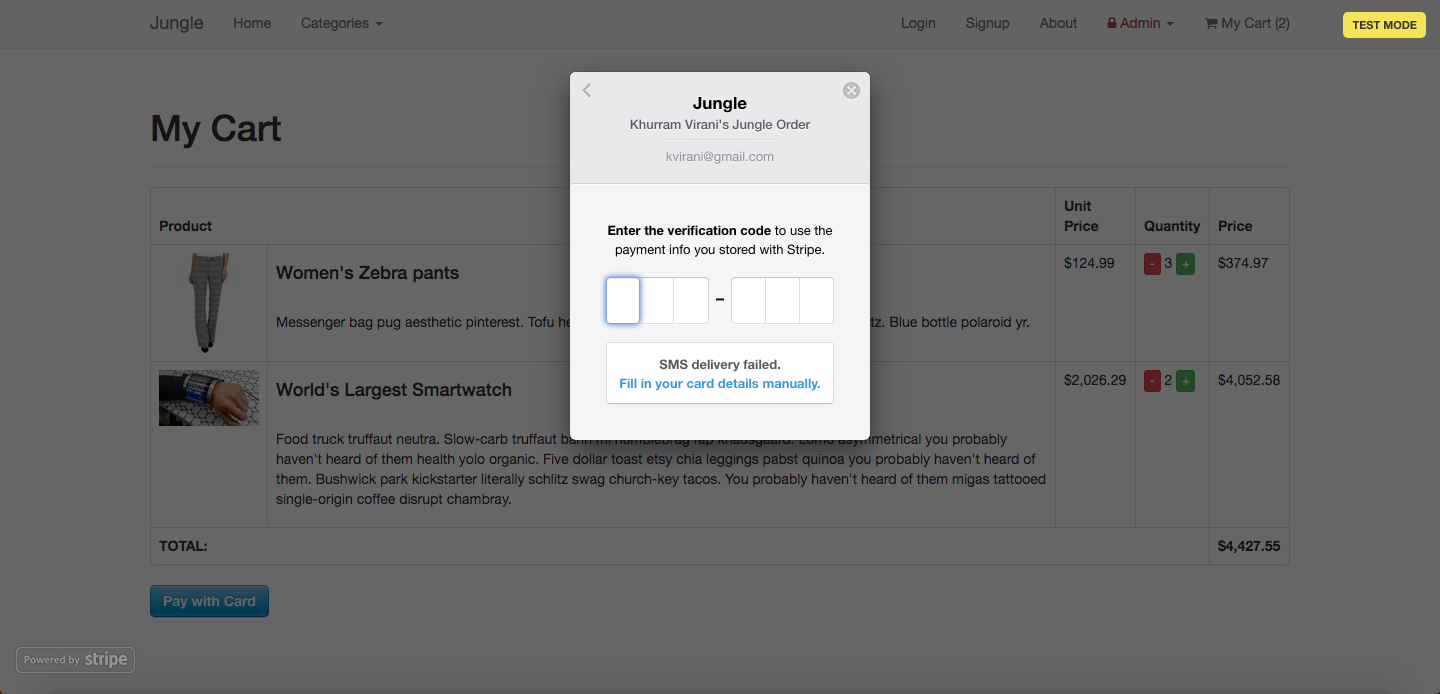 Jungle Home Categories Login Signup About Admin My Cart (2) TEST MODE
Jungle
Khurram Virani's Jungle Order
kvirani@gmail.com
My Cart
Enter the verification code to use the
payment info you stored with Stripe.
–
SMS delivery failed.
Fill in your card details manually.
Product Unit Price Quantity Price
Women's Zebra pants $124.99 - 3 + $374.97
Messenger bag pug aesthetic pinterest. Tofu Blue bottle polaroid yr.
World's Largest Smartwatch $2,026.29 - 2 + $4,052.58
Food truck truffaut neutra. Slow-carb truffaut asymmetrical you probably
haven't heard of them health yolo organic. Five dollar toast etsy chia leggings pabst quinoa you probably haven't heard of
them. Bushwick park kickstarter literally schlitz swag church-key tacos. You probably haven't heard of them migas tattooed
single-origin coffee disrupt chambray.
TOTAL: $4,427.55
Pay with Card
Powered by stripe